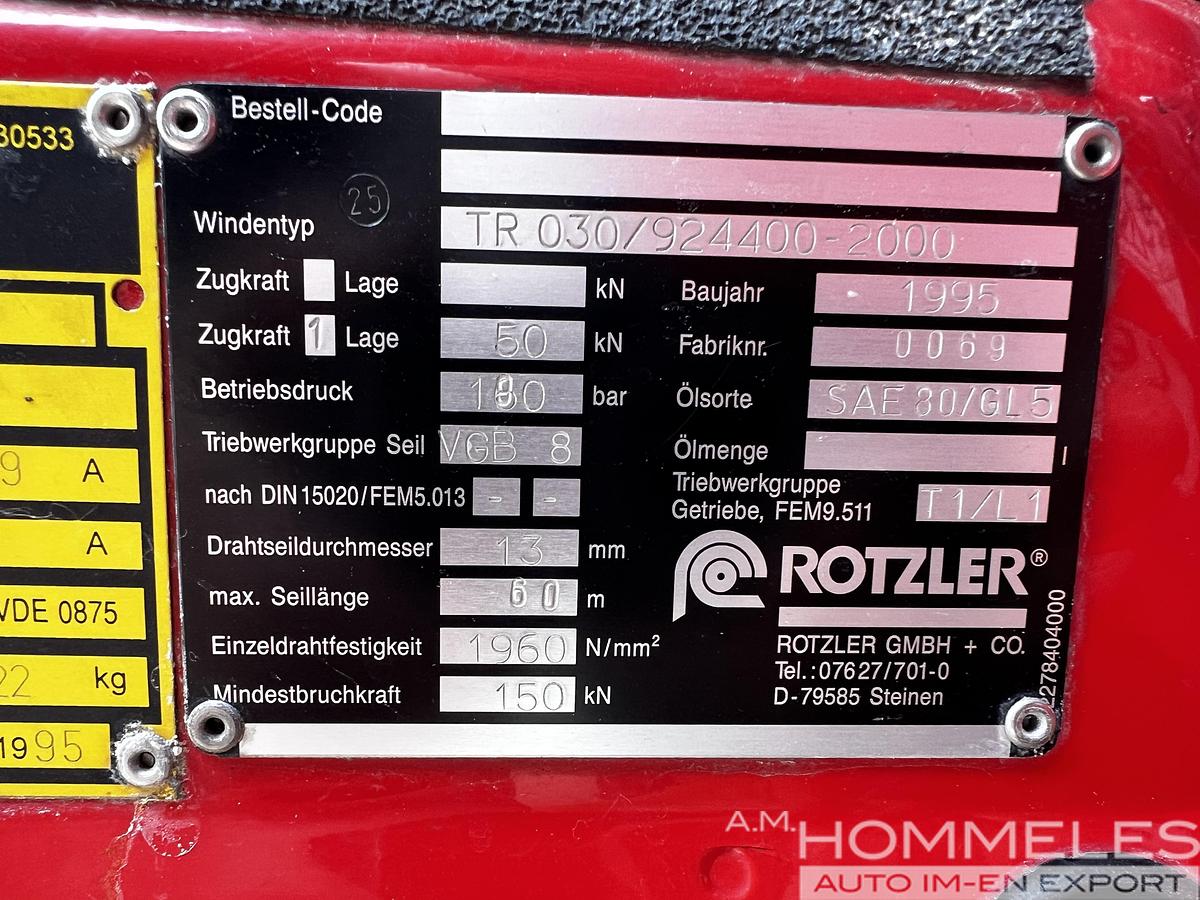 30533
9 A
A
VDE 0875
22 kg
1995
Bestell-Code
25
Windentyp TR 030/924400-2000
Zugkraft Lage kN
Zugkraft 1 Lage 50 kN
Betriebsdruck bar
Triebwerkgruppe Seil VGB 8
nach DIN 15020/FEM5.013 - -
Drahtseildurchmesser 13 mm
max. Seillänge 60 m
Einzeldrahtfestigkeit 1960 N/mm²
Mindestbruchkraft 150 kN
Baujahr 1995
Fabriknr. 0069
Ölsorte SAE 80/GL5
Ölmenge l
Triebwerkgruppe
Getriebe, FEM9.511 T1/L1
ROTZLER®
ROTZLER GMBH + CO.
Tel.: 07627/701-0
D-79585 Steinen
278404000
A.M. HOMMELES
AUTO IM-EN EXPORT